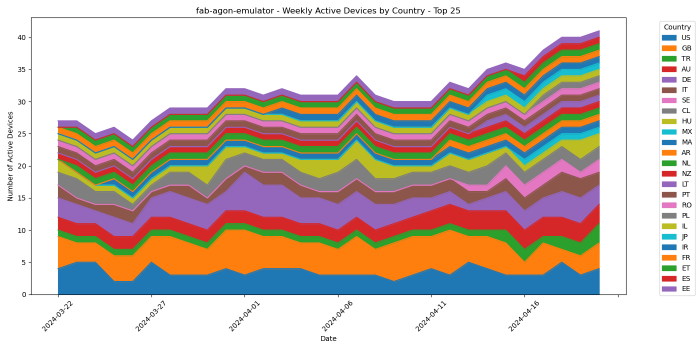 fab-agon-emulator - Weekly Active Devices by Country - Top 25
Number of Active Devices
40
35
30
25
20
15
10
5
0
2024-03-22
2024-03-27
2024-04-01
2024-04-06
2024-04-11
2024-04-16
Date
Country
US
GB
TR
AU
DE
IT
SE
CL
HU
MX
MA
AR
NL
NZ
LT
PT
RO
PL
IL
JP
IR
FR
ET
ES
EE